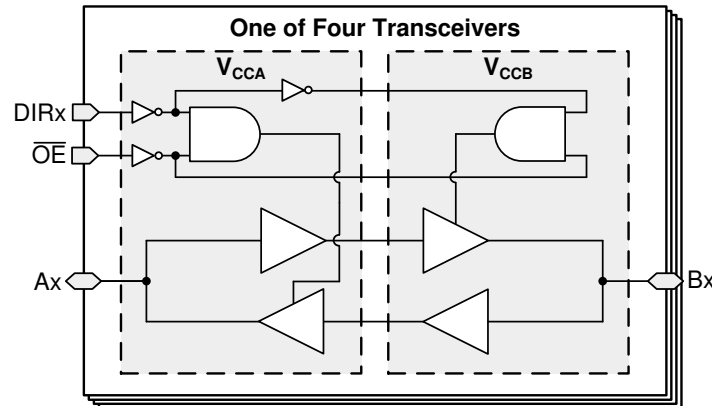 One of Four Transceivers
VCCA
VCCB
DIRx
OE
Ax
Bx